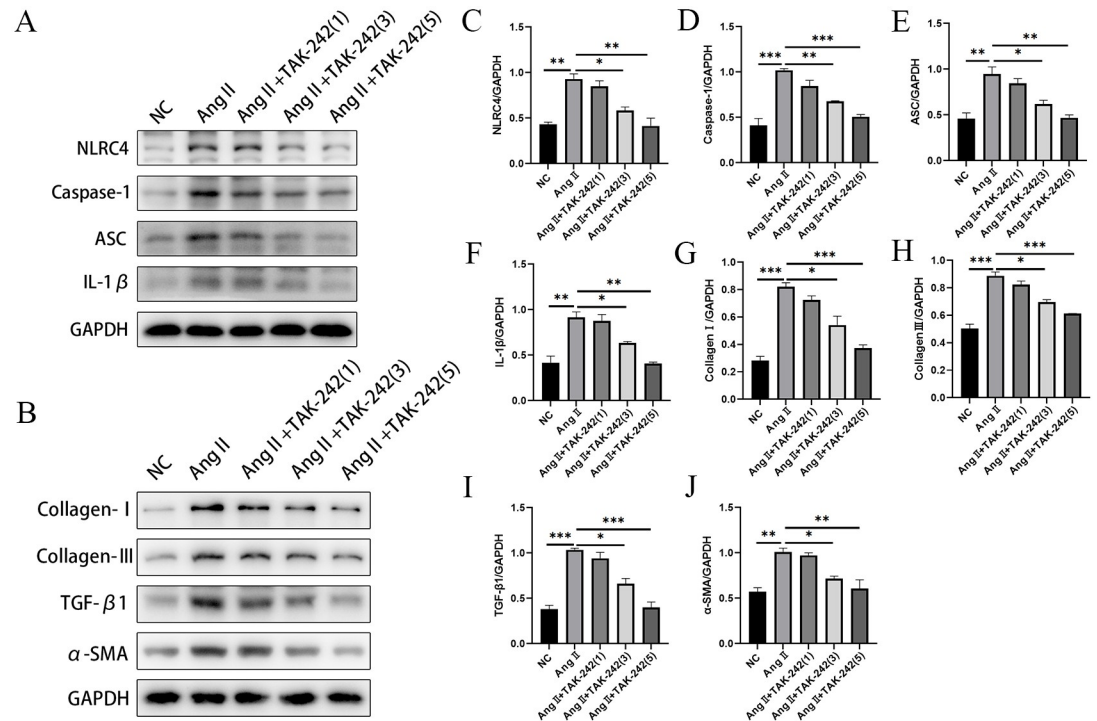 A
NC
Ang II
Ang II +TAK-242(1)
Ang II +TAK-242(3)
Ang II +TAK-242(5)
NLRC4
Caspase-1
ASC
IL-1β
GAPDH
B
NC
Ang II
Ang II +TAK-242(1)
Ang II +TAK-242(3)
Ang II +TAK-242(5)
Collagen- I
Collagen-III
TGF-β1
α-SMA
GAPDH
C
NLRC4/GAPDH
1.5
1.0
0.5
0.0
**
*
**
NC
Ang II
Ang II+TAK-242(1)
Ang II+TAK-242(3)
Ang II+TAK-242(5)
D
Caspase-1/GAPDH
1.5
1.0
0.5
0.0
***
**
***
NC
Ang II
Ang II+TAK-242(1)
Ang II+TAK-242(3)
Ang II+TAK-242(5)
E
ASC/GAPDH
1.5
1.0
0.5
0.0
**
*
**
NC
Ang II
Ang II+TAK-242(1)
Ang II+TAK-242(3)
Ang II+TAK-242(5)
F
IL-1β/GAPDH
1.5
1.0
0.5
0.0
**
*
**
NC
Ang II
Ang II+TAK-242(1)
Ang II+TAK-242(3)
Ang II+TAK-242(5)
G
Collagen I /GAPDH
1.0
0.8
0.6
0.4
0.2
0.0
***
*
***
NC
Ang II
Ang II+TAK-242(1)
Ang II+TAK-242(3)
Ang II+TAK-242(5)
H
Collagen III/GAPDH
1.0
0.8
0.6
0.4
0.2
0.0
***
*
***
NC
Ang II
Ang II+TAK-242(1)
Ang II+TAK-242(3)
Ang II+TAK-242(5)
I
TGF-β1/GAPDH
1.5
1.0
0.5
0.0
***
*
***
NC
Ang II
Ang II+TAK-242(1)
Ang II+TAK-242(3)
Ang II+TAK-242(5)
J
α-SMA/GAPDH
1.5
1.0
0.5
0.0
**
*
**
NC
Ang II
Ang II+TAK-242(1)
Ang II+TAK-242(3)
Ang II+TAK-242(5)